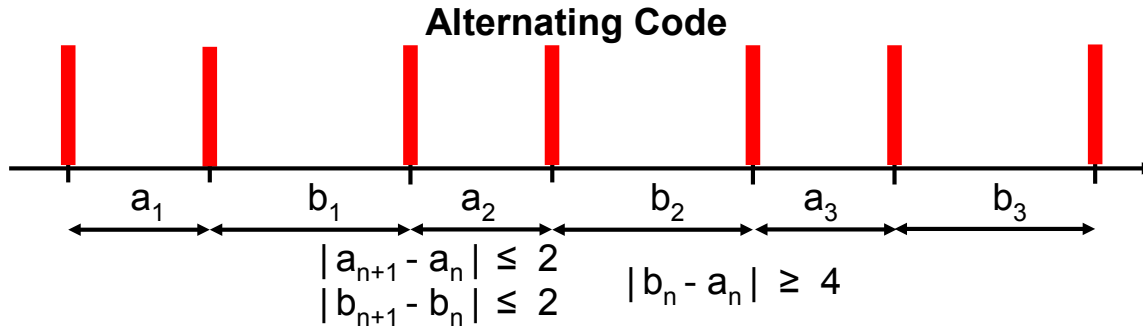 Alternating Code
a₁ b₁ a₂ b₂ a₃ b₃
| aₙ₊₁ - aₙ | ≤ 2
| bₙ₊₁ - bₙ | ≤ 2
| bₙ - aₙ | ≥ 4